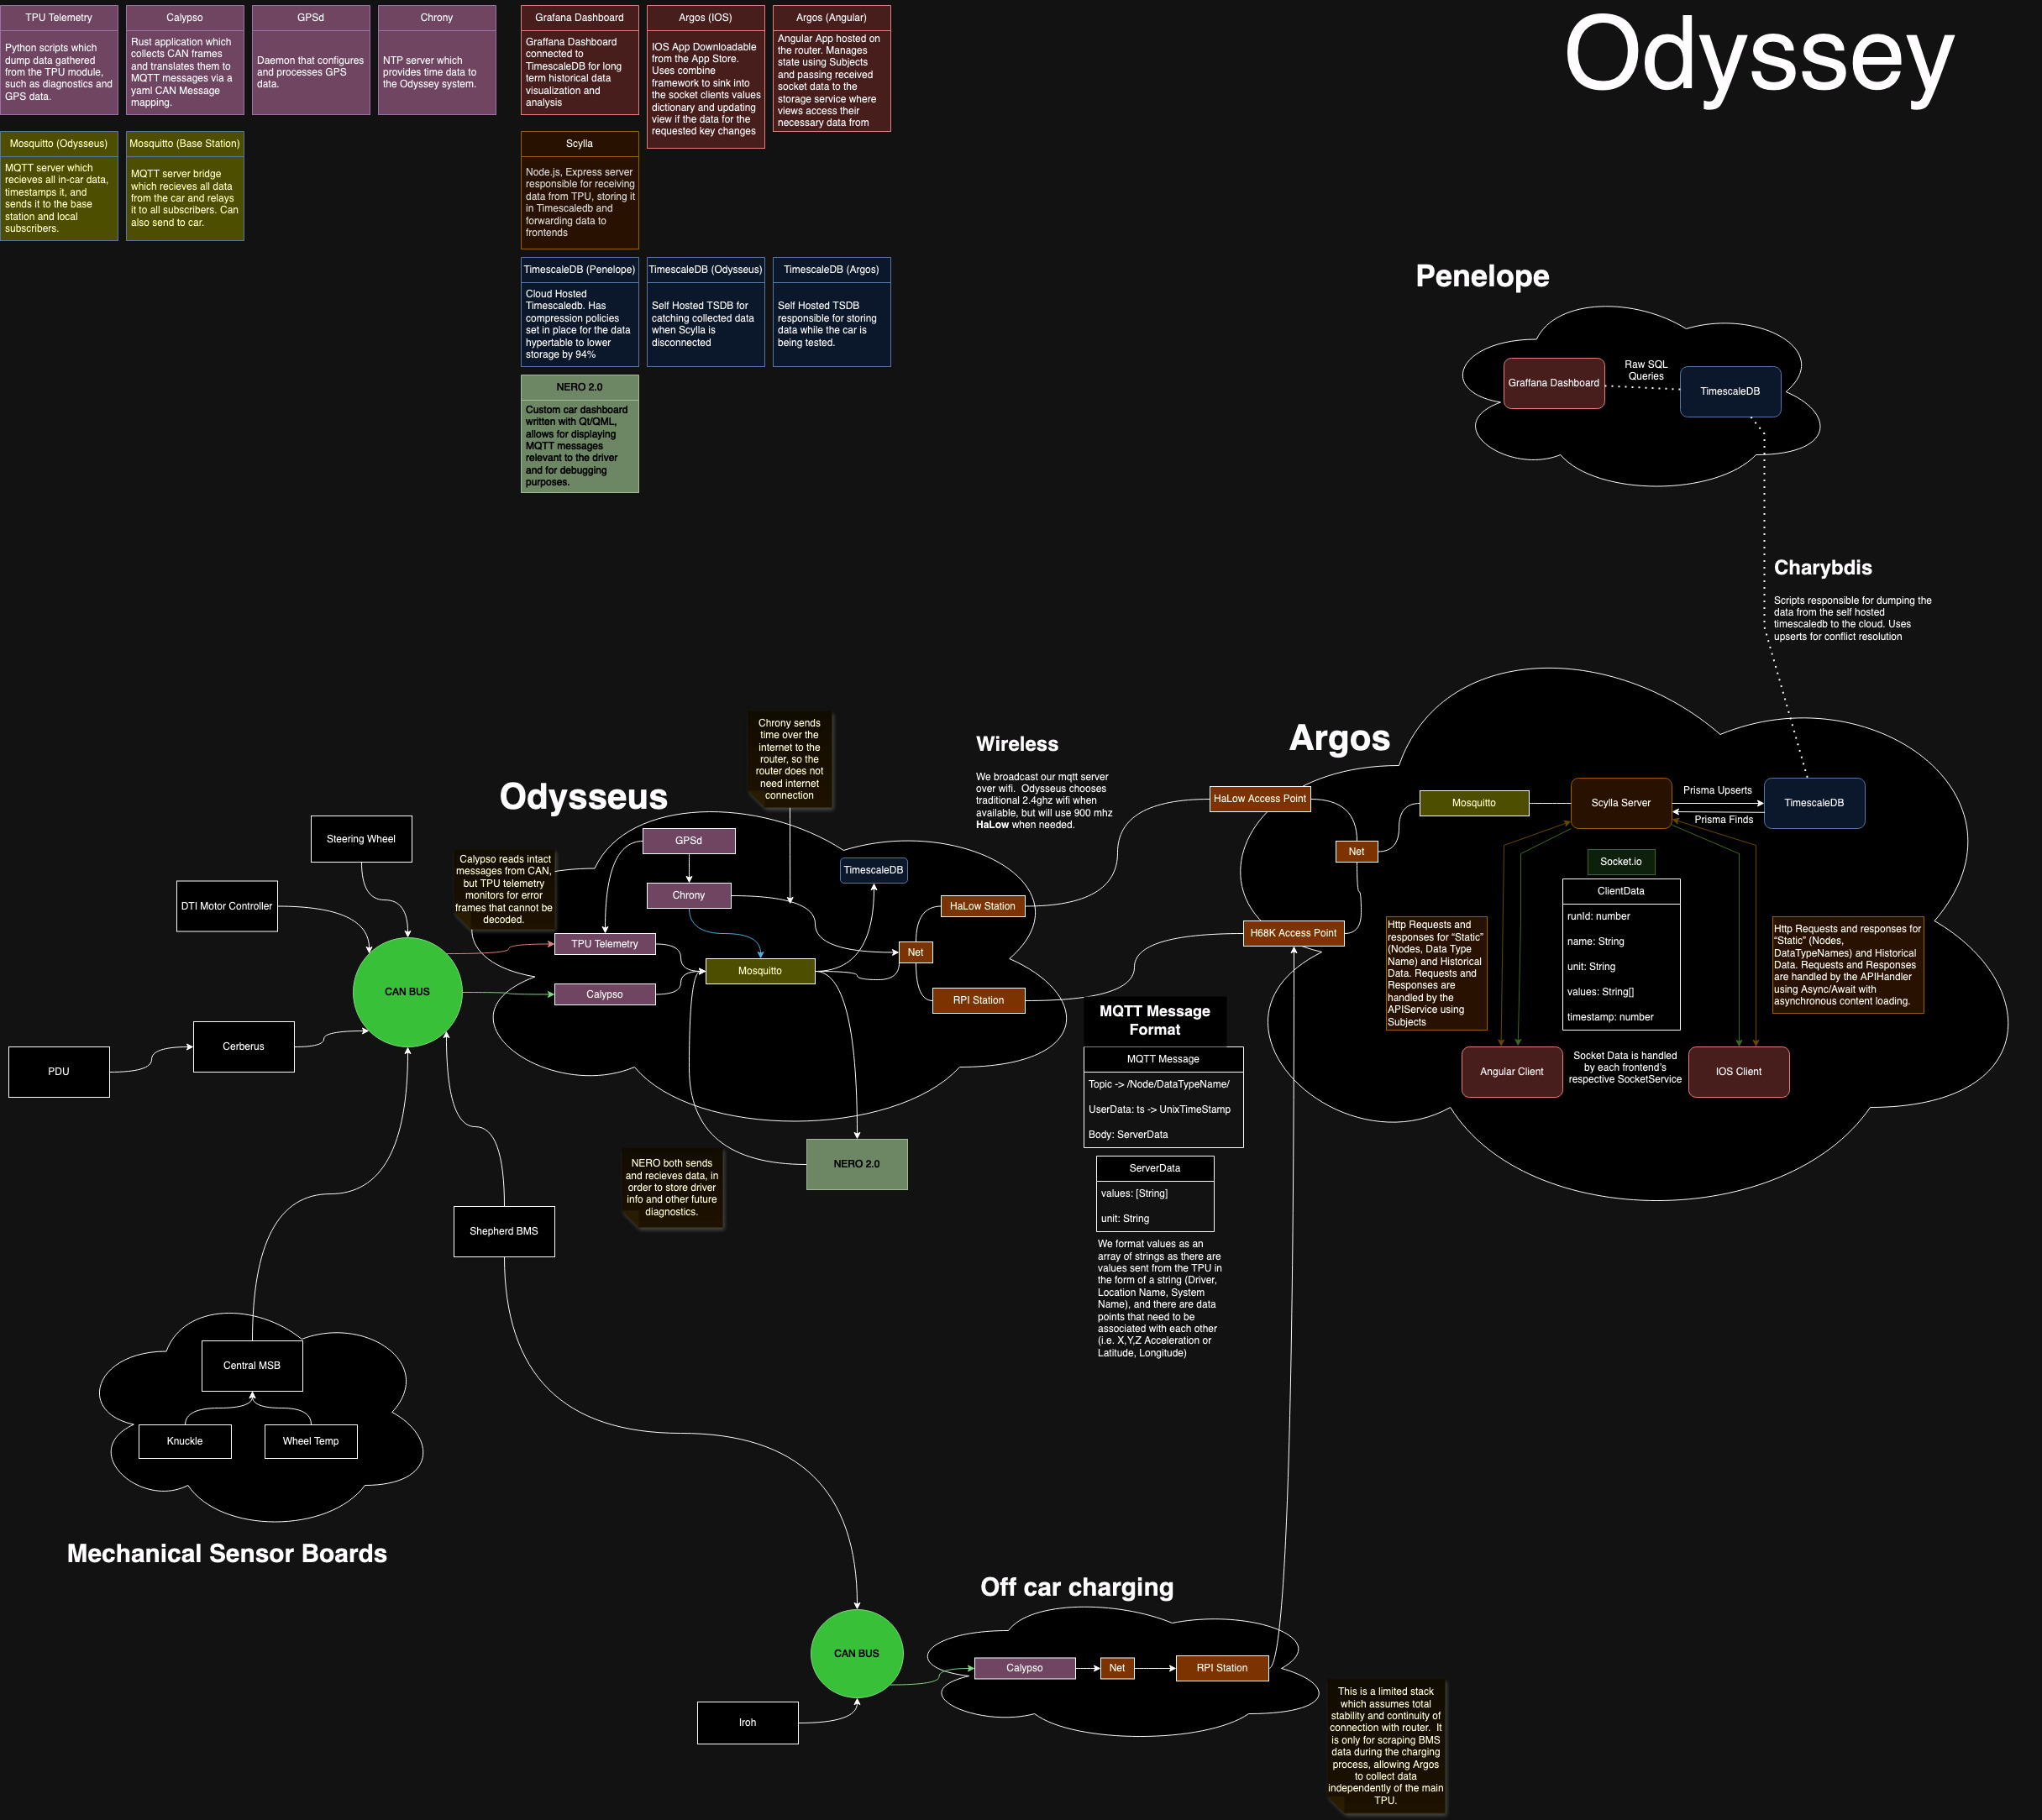 Odyssey
TPU Telemetry
Python scripts which
dump data gathered
from the TPU module,
such as diagnostics and
GPS data.
Calypso
Rust application which
collects CAN frames
and translates them to
MQTT messages via a
yaml CAN Message
mapping.
GPSd
Daemon that configures
and processes GPS
data.
Chrony
NTP server which
provides time data to
the Odyssey system.
Grafana Dashboard
Graffana Dashboard
connected to
TimescaleDB for long
term historical data
visualization and
analysis
Argos (IOS)
IOS App Downloadable
from the App Store.
Uses combine
framework to sink into
the socket clients values
dictionary and updating
view if the data for the
requested key changes
Argos (Angular)
Angular App hosted on
the router. Manages
state using Subjects
and passing received
socket data to the
storage service where
views access their
necessary data from
Mosquitto (Odysseus)
MQTT server which
recieves all in-car data,
timestamps it, and
sends it to the base
station and local
subscribers.
Mosquitto (Base Station)
MQTT server bridge
which recieves all data
from the car and relays
it to all subscribers. Can
also send to car.
Scylla
Node.js, Express server
responsible for receiving
data from TPU, storing it
in Timescaledb and
forwarding data to
frontends
TimescaleDB (Penelope)
Cloud Hosted
Timescaledb. Has
compression policies
set in place for the data
hypertable to lower
storage by 94%
TimescaleDB (Odysseus)
Self Hosted TSDB for
catching collected data
when Scylla is
disconnected
TimescaleDB (Argos)
Self Hosted TSDB
responsible for storing
data while the car is
being tested.
NERO 2.0
Custom car dashboard
written with Qt/QML,
allows for displaying
MQTT messages
relevant to the driver
and for debugging
purposes.
Penelope
Graffana Dashboard
Raw SQL
Queries
TimescaleDB
Charybdis
Scripts responsible for dumping the
data from the self hosted
timescaledb to the cloud. Uses
upserts for conflict resolution
Chrony sends
time over the
internet to the
router, so the
router does not
need internet
connection
Wireless
We broadcast our mqtt server
over wifi.  Odysseus chooses
traditional 2.4ghz wifi when
available, but will use 900 mhz
HaLow when needed.
Argos
HaLow Access Point
Net
H68K Access Point
Mosquitto
Scylla Server
Prisma Upserts
Prisma Finds
TimescaleDB
Socket.io
ClientData
runId: number
name: String
unit: String
values: String[]
timestamp: number
Http Requests and
responses for “Static”
(Nodes, Data Type
Name) and Historical
Data. Requests and
Responses are
handled by the
APIService using
Subjects
Http Requests and responses for
“Static” (Nodes,
DataTypeNames) and Historical
Data. Requests and Responses
are handled by the APIHandler
using Async/Await with
asynchronous content loading.
Angular Client
Socket Data is handled
by each frontend’s
respective SocketService
IOS Client
Odysseus
Steering Wheel
DTI Motor Controller
Calypso reads intact
messages from CAN,
but TPU telemetry
monitors for error
frames that cannot be
decoded.
GPSd
Chrony
TimescaleDB
TPU Telemetry
Mosquitto
Calypso
Net
HaLow Station
RPI Station
CAN BUS
Cerberus
PDU
NERO 2.0
NERO both sends
and recieves data, in
order to store driver
info and other future
diagnostics.
MQTT Message
Format
MQTT Message
Topic -> /Node/DataTypeName/
UserData: ts -> UnixTimeStamp
Body: ServerData
ServerData
values: [String]
unit: String
We format values as an
array of strings as there are
values sent from the TPU in
the form of a string (Driver,
Location Name, System
Name), and there are data
points that need to be
associated with each other
(i.e. X,Y,Z Acceleration or
Latitude, Longitude)
Shepherd BMS
Central MSB
Knuckle
Wheel Temp
Mechanical Sensor Boards
Off car charging
CAN BUS
Iroh
Calypso
Net
RPI Station
This is a limited stack
which assumes total
stability and continuity of
connection with router.  It
is only for scraping BMS
data during the charging
process, allowing Argos
to collect data
independently of the main
TPU.